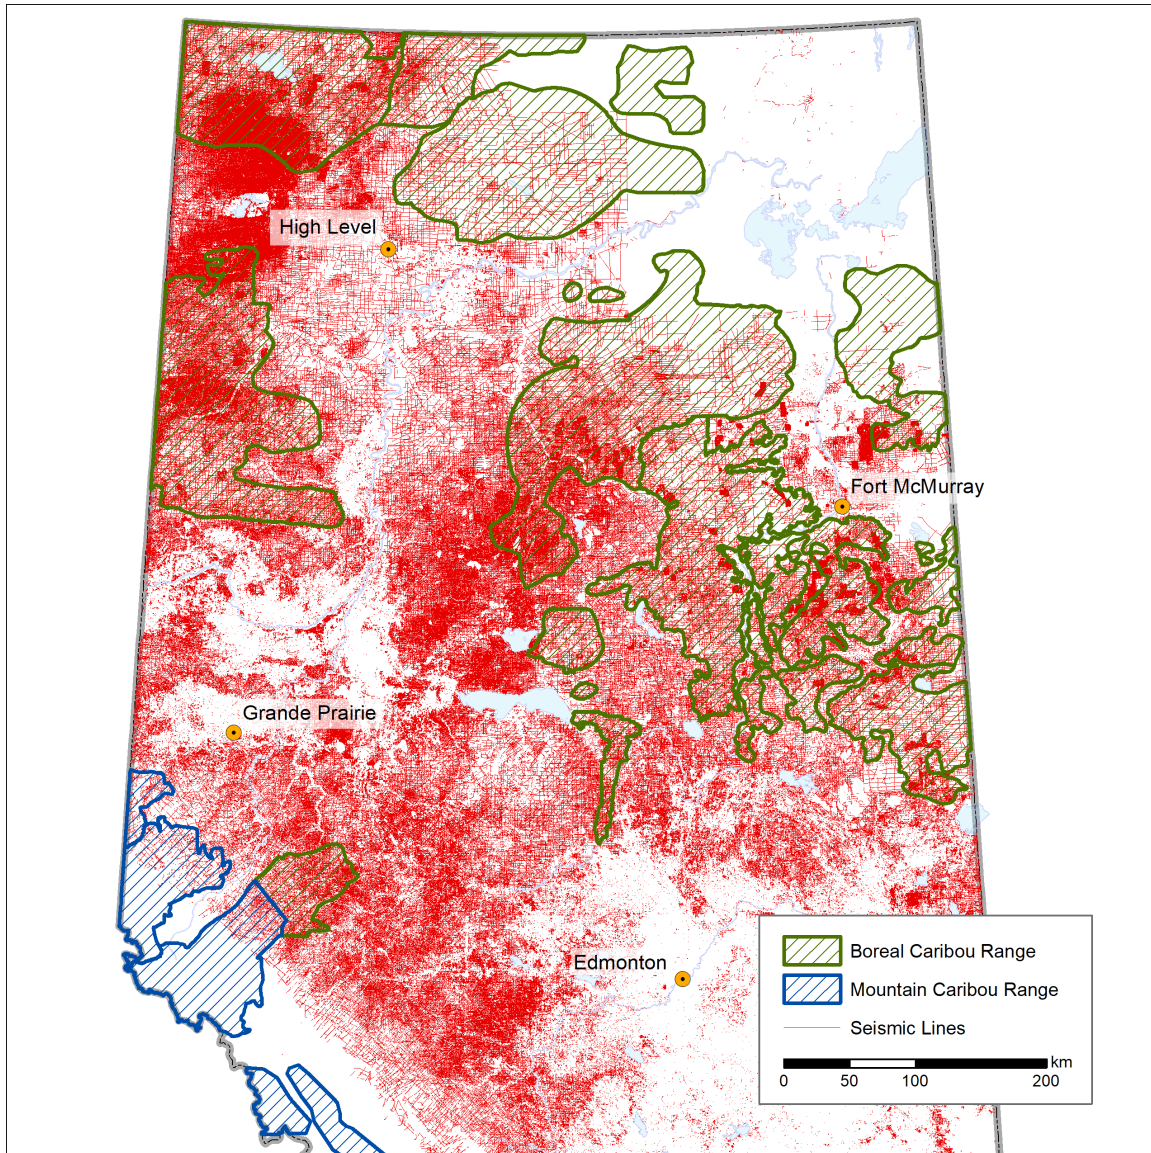 High Level
Fort McMurray
Grande Prairie
Edmonton
Boreal Caribou Range
Mountain Caribou Range
Seismic Lines
km
0 50 100 200